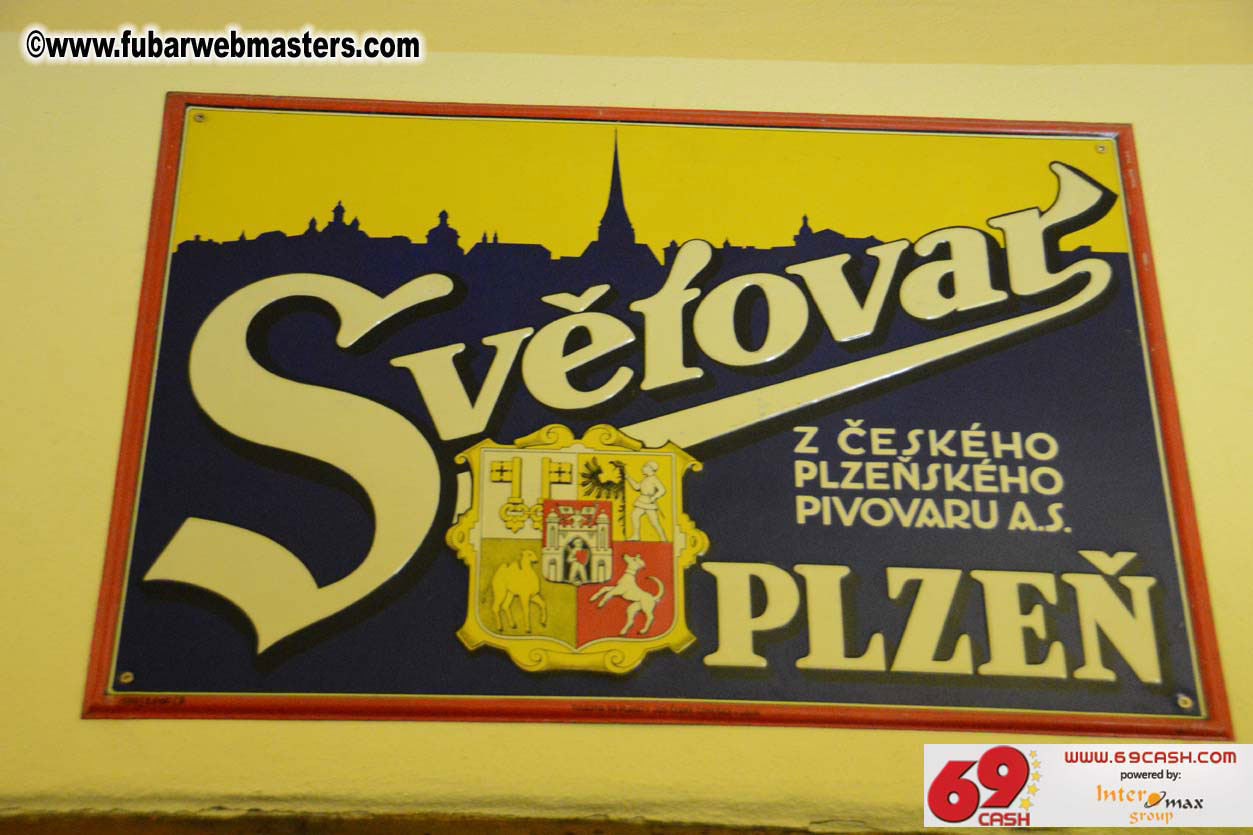 ©www.fubarwebmasters.com
Světovar
Z ČESKÉHO
PLZEŇSKÉHO
PIVOVARU A.S.
PLZEŇ
69
CASH
WWW.69CASH.COM
powered by:
Inter max
group